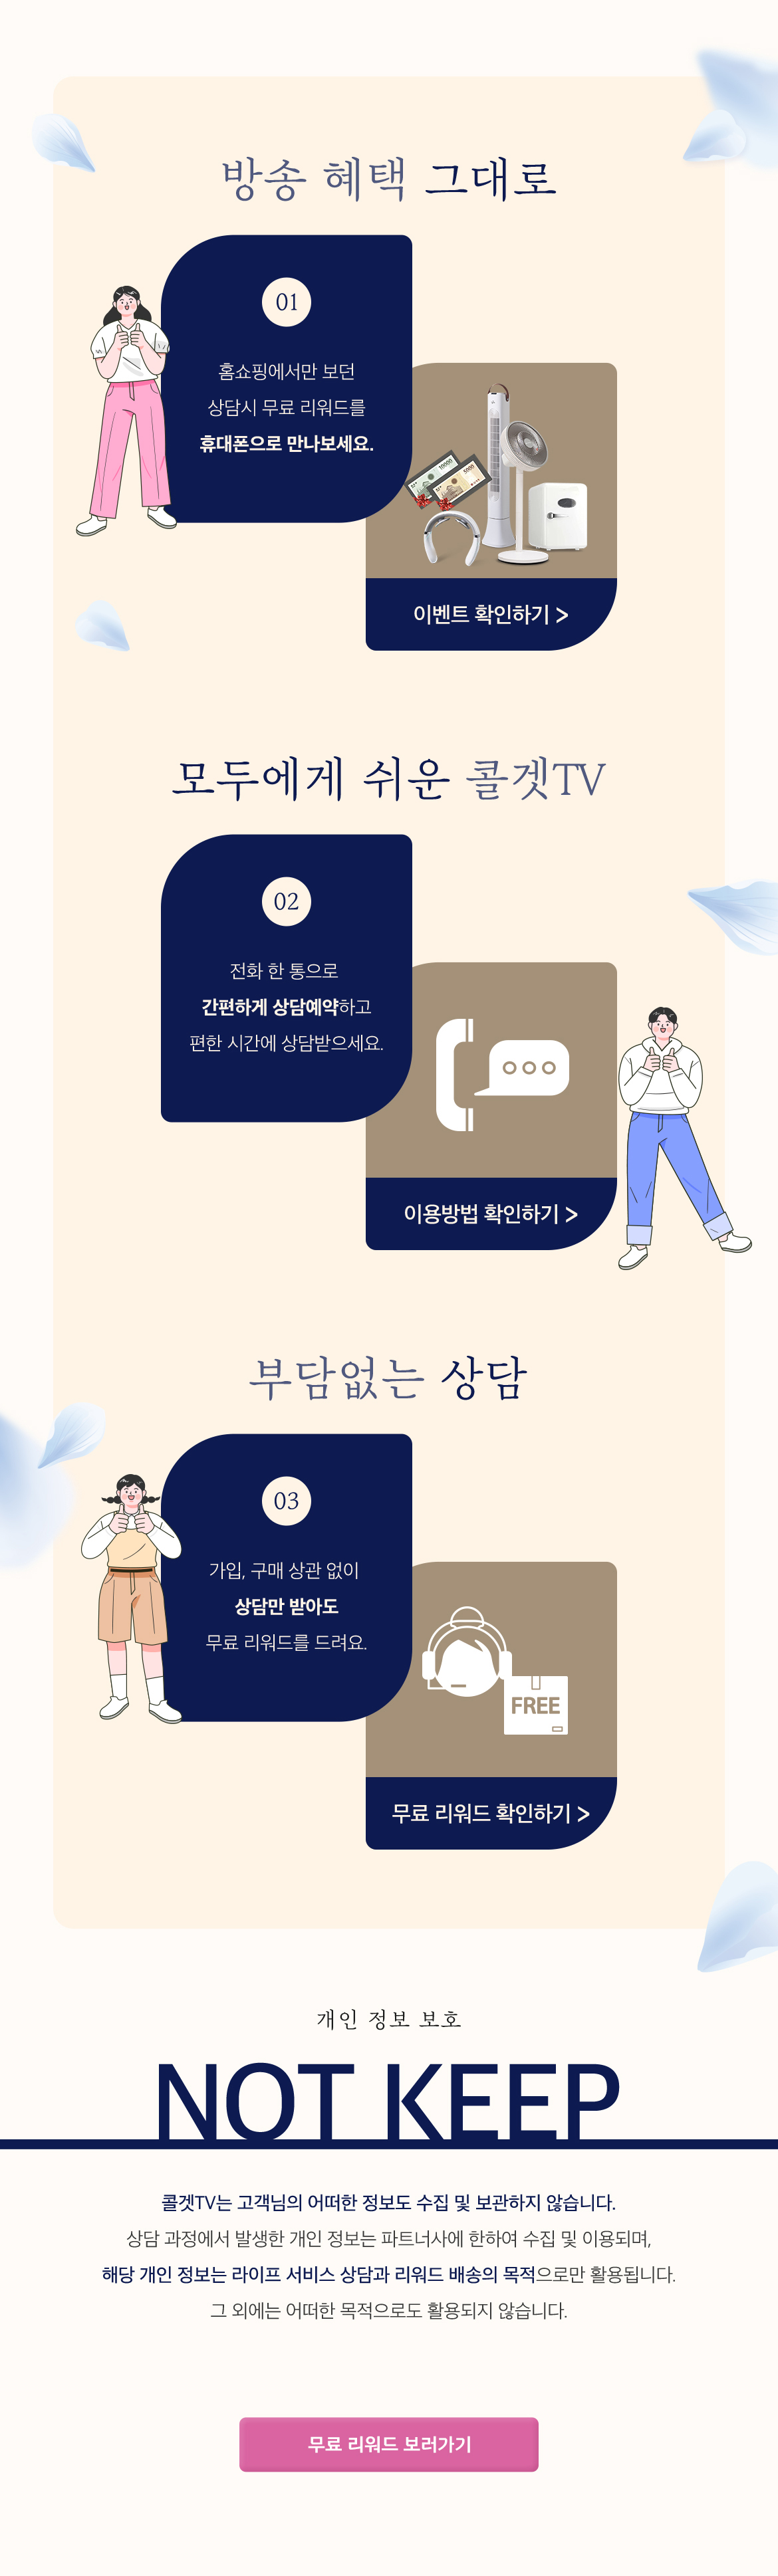 방송 혜택 그대로
01
홈쇼핑에서만 보던
상담시 무료 리워드를
휴대폰으로 만나보세요.
10000
5000
이벤트 확인하기 >
모두에게 쉬운 콜겟TV
02
전화 한 통으로
간편하게 상담예약하고
편한 시간에 상담받으세요.
이용방법 확인하기 >
부담없는 상담
03
가입, 구매 상관 없이
상담만 받아도
무료 리워드를 드려요.
FREE
무료 리워드 확인하기 >
개인 정보 보호
NOT KEEP
콜겟TV는 고객님의 어떠한 정보도 수집 및 보관하지 않습니다.
상담 과정에서 발생한 개인 정보는 파트너사에 한하여 수집 및 이용되며,
해당 개인 정보는 라이프 서비스 상담과 리워드 배송의 목적으로만 활용됩니다.
그 외에는 어떠한 목적으로도 활용되지 않습니다.
무료 리워드 보러가기